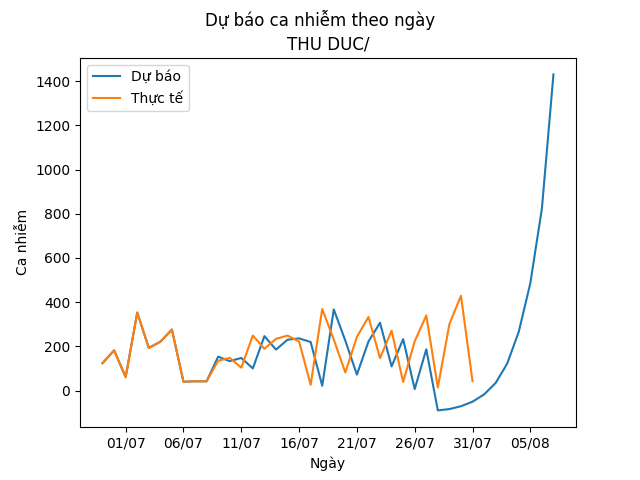 Dự báo ca nhiễm theo ngày
THU DUC/
Dự báo
Thực tế
1400
1200
1000
800
600
400
200
0
Ca nhiễm
01/07 06/07 11/07 16/07 21/07 26/07 31/07 05/08
Ngày